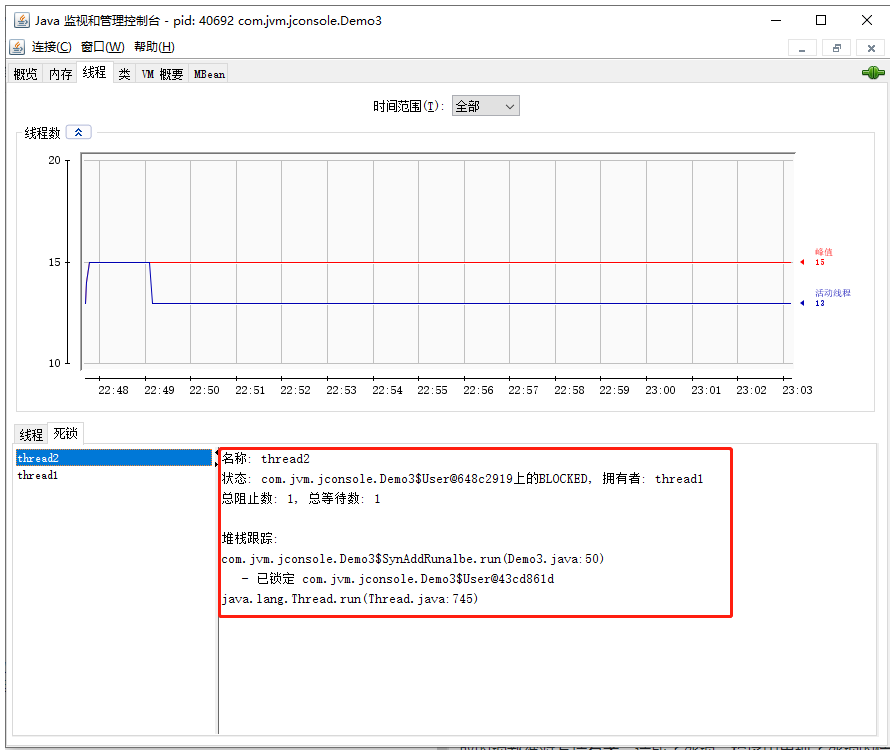 Java 监视和管理控制台 - pid: 40692 com.jvm.jconsole.Demo3
连接(C) 窗口(W) 帮助(H)
概览 内存 线程 类 VM 概要 MBean
时间范围(I): 全部
线程数
20
15
10
峰值
15
活动线程
13
22:48 22:49 22:50 22:51 22:52 22:53 22:54 22:55 22:56 22:57 22:58 22:59 23:00 23:01 23:02 23:03
线程 死锁
thread2
thread1
名称: thread2
状态: com.jvm.jconsole.Demo3$User@648c2919上的BLOCKED, 拥有者: thread1
总阻止数: 1, 总等待数: 1
堆栈跟踪:
com.jvm.jconsole.Demo3$SynAddRunalbe.run(Demo3.java:50)
- 已锁定 com.jvm.jconsole.Demo3$User@43cd861d
java.lang.Thread.run(Thread.java:745)